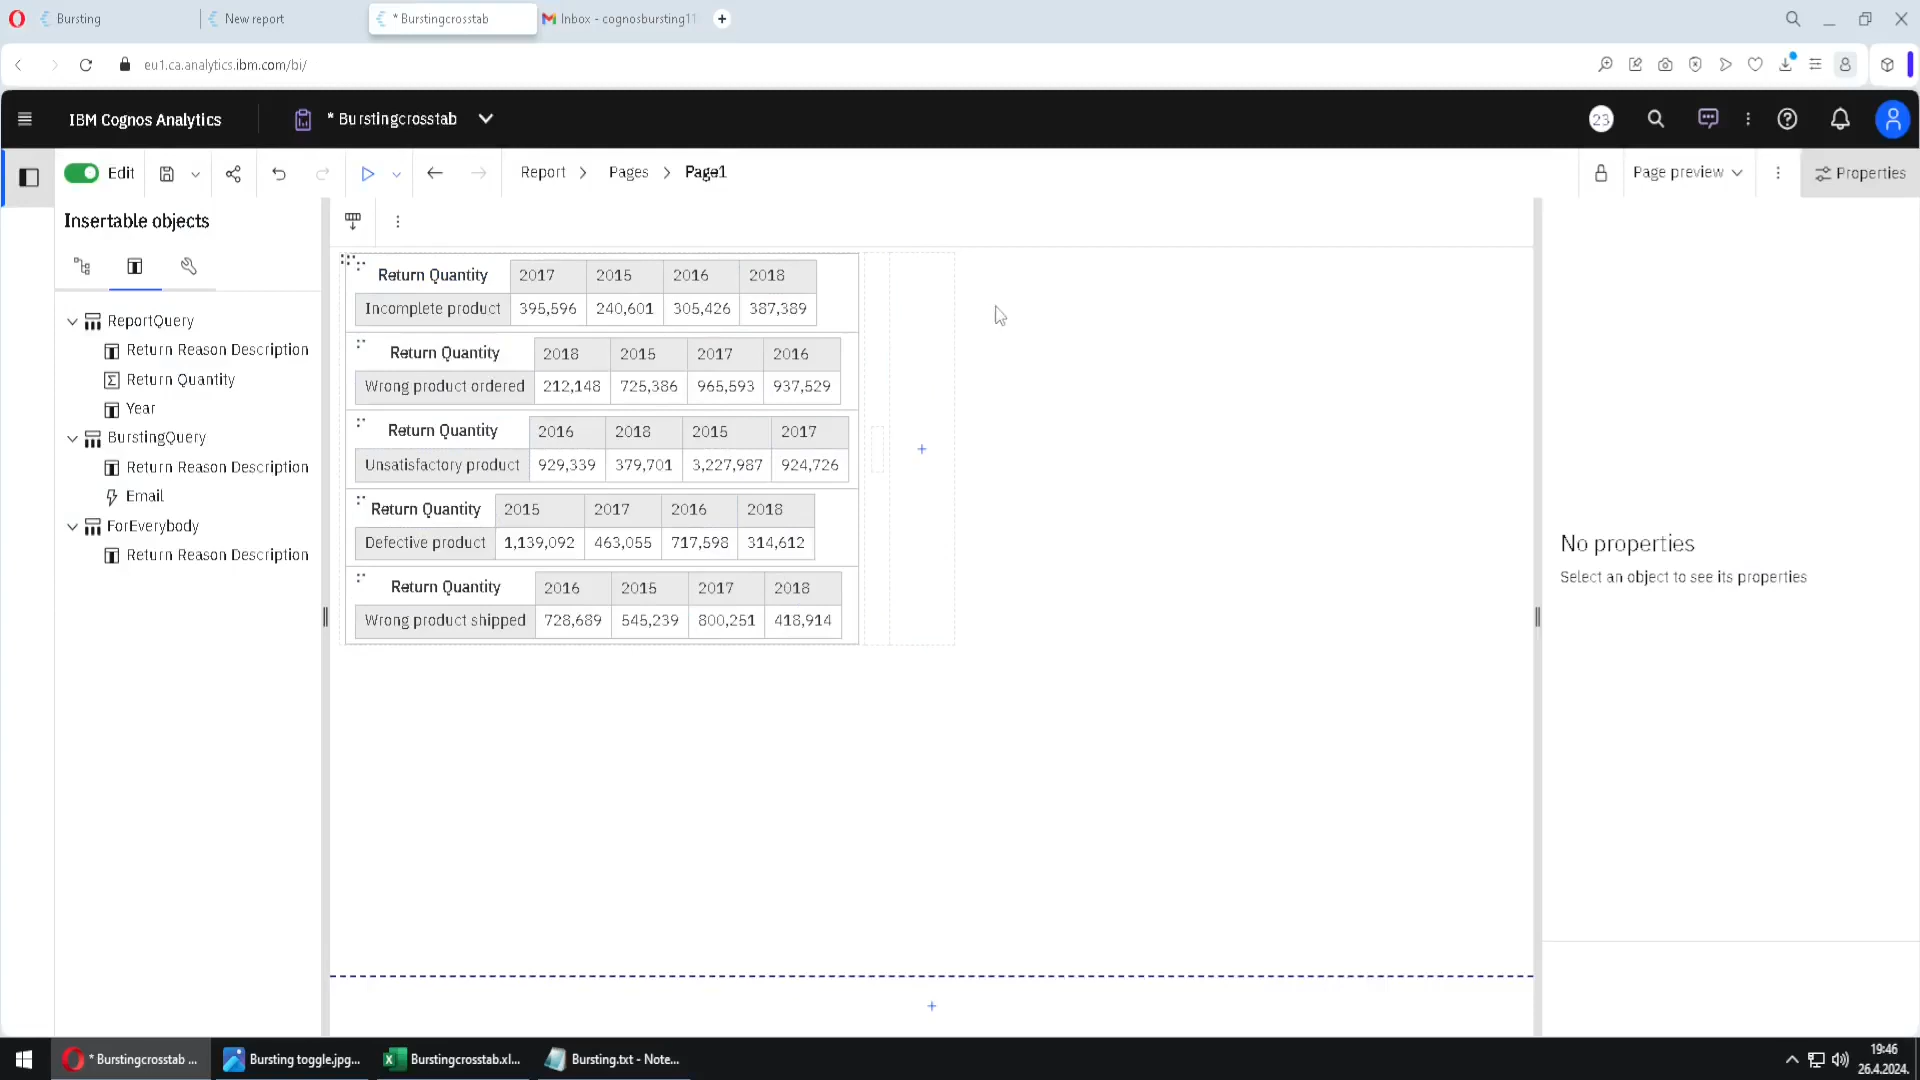 Bursting
New report
* Burstingcrosstab
Inbox - cognosbursting11
eu1.ca.analytics.ibm.com/bi/
IBM Cognos Analytics
* Burstingcrosstab
23
Edit
Report
Pages
Page1
Page preview
Properties
Insertable objects
ReportQuery
Return Reason Description
Return Quantity
Year
BurstingQuery
Return Reason Description
Email
ForEverybody
Return Reason Description
Return Quantity 2017 2015 2016 2018
Incomplete product 395,596 240,601 305,426 387,389
Return Quantity 2018 2015 2017 2016
Wrong product ordered 212,148 725,386 965,593 937,529
Return Quantity 2016 2018 2015 2017
Unsatisfactory product 929,339 379,701 3,227,987 924,726
Return Quantity 2015 2017 2016 2018
Defective product 1,139,092 463,055 717,598 314,612
Return Quantity 2016 2015 2017 2018
Wrong product shipped 728,689 545,239 800,251 418,914
No properties
Select an object to see its properties
* Burstingcrosstab ...
Bursting toggle.jpg...
Burstingcrosstab.xl...
Bursting.txt - Note...
19:46
26.4.2024.